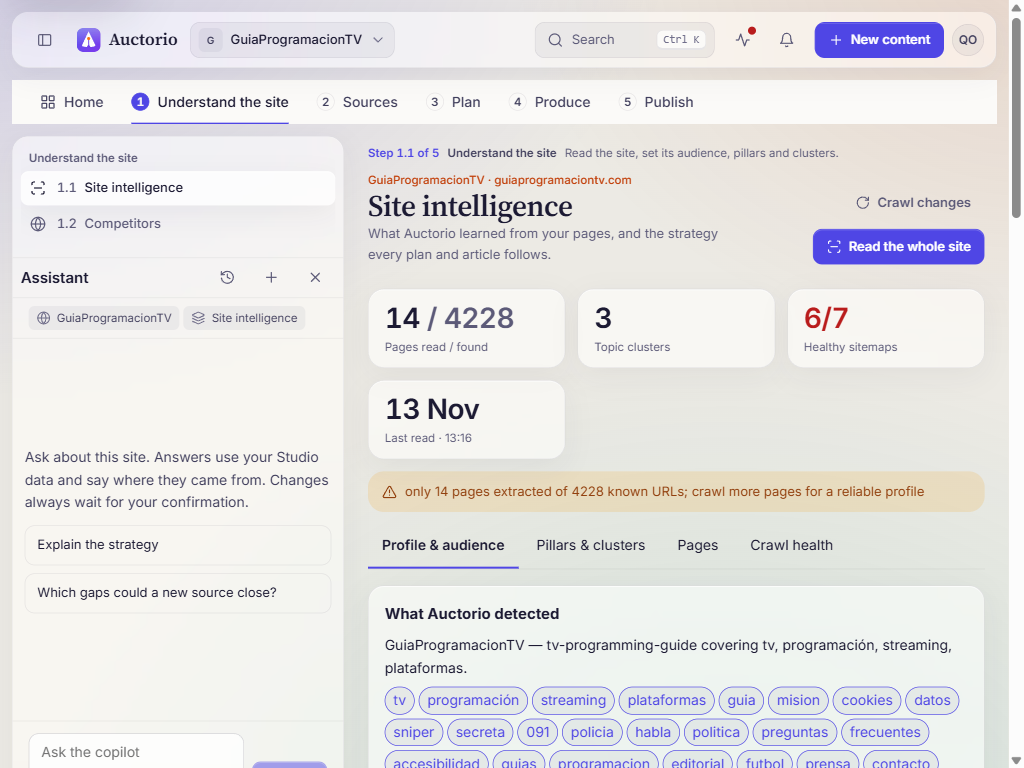 Auctorio
G GuiaProgramacionTV
Search Ctrl K
New content
QO
Home
1 Understand the site
2 Sources
3 Plan
4 Produce
5 Publish
Understand the site
1.1 Site intelligence
1.2 Competitors
Assistant
GuiaProgramacionTV Site intelligence
Ask about this site. Answers use your Studio
data and say where they came from. Changes
always wait for your confirmation.
Explain the strategy
Which gaps could a new source close?
Ask the copilot
Step 1.1 of 5 Understand the site Read the site, set its audience, pillars and clusters.
GuiaProgramacionTV · guiaprogramaciontv.com
Site intelligence
What Auctorio learned from your pages, and the strategy
every plan and article follows.
Crawl changes
Read the whole site
14 / 4228
Pages read / found
3
Topic clusters
6/7
Healthy sitemaps
13 Nov
Last read · 13:16
only 14 pages extracted of 4228 known URLs; crawl more pages for a reliable profile
Profile & audience Pillars & clusters Pages Crawl health
What Auctorio detected
GuiaProgramacionTV — tv-programming-guide covering tv, programación, streaming,
plataformas.
tv programación streaming plataformas guia mision cookies datos
sniper secreta 091 policia habla politica preguntas frecuentes
accesibilidad guias programacion editorial futbol prensa contacto